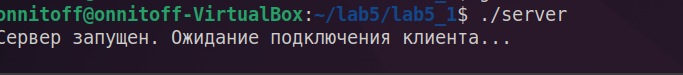 onnitoff@onnitoff-VirtualBox:~/lab5/lab5_1$ ./server
Сервер запущен. Ожидание подключения клиента...